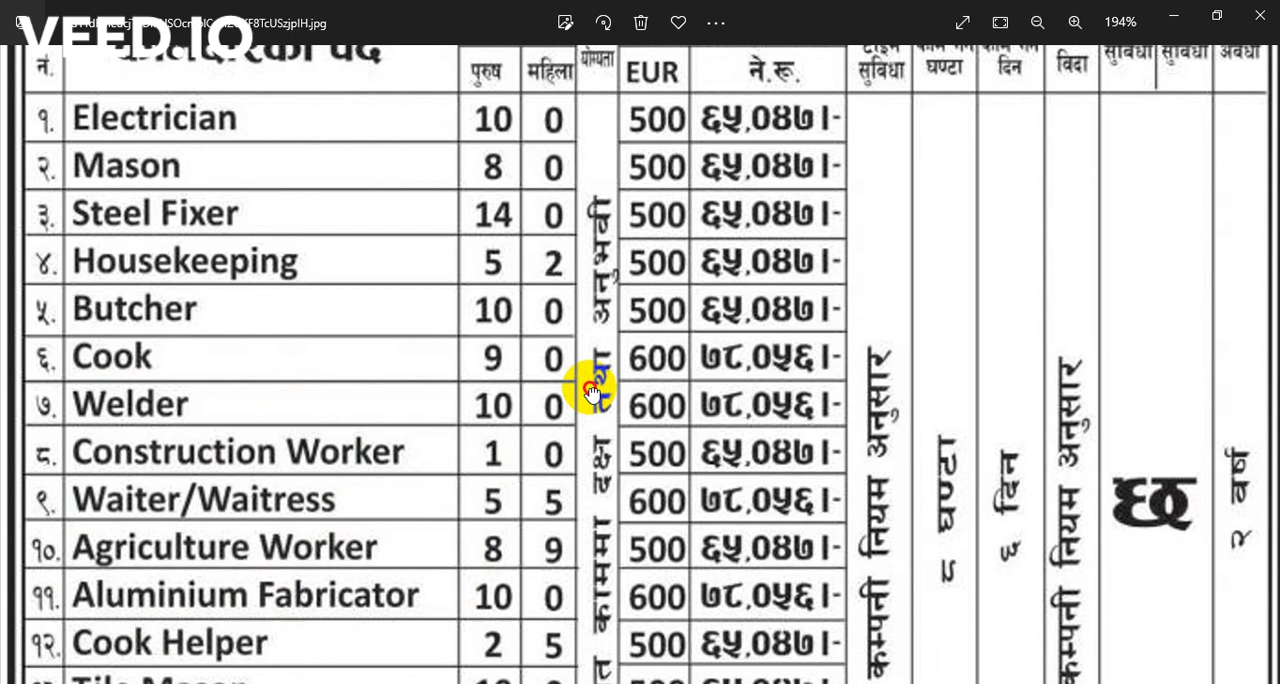 VEED.IO
194%
नं.
पुरुष महिला योग्यता EUR ने.रू. सुविधा घण्टा दिन विदा सुविधा सुविधा अवधी
१. Electrician 10 0 500 ६५,०४७।-
२. Mason 8 0 500 ६५,०४७।-
३. Steel Fixer 14 0 500 ६५,०४७।-
४. Housekeeping 5 2 500 ६५,०४७।-
५. Butcher 10 0 500 ६५,०४७।-
६. Cook 9 0 600 ७८,०५६।-
७. Welder 10 0 600 ७८,०५६।-
८. Construction Worker 1 0 500 ६५,०४७।-
९. Waiter/Waitress 5 5 600 ७८,०५६।-
१०. Agriculture Worker 8 9 500 ६५,०४७।-
११. Aluminium Fabricator 10 0 600 ७८,०५६।-
१२. Cook Helper 2 5 500 ६५,०४७।-
काममा दक्ष तथा अनुभवी
कम्पनी नियम अनुसार
८ घण्टा
६ दिन
कम्पनी नियम अनुसार
छ
२ वर्ष